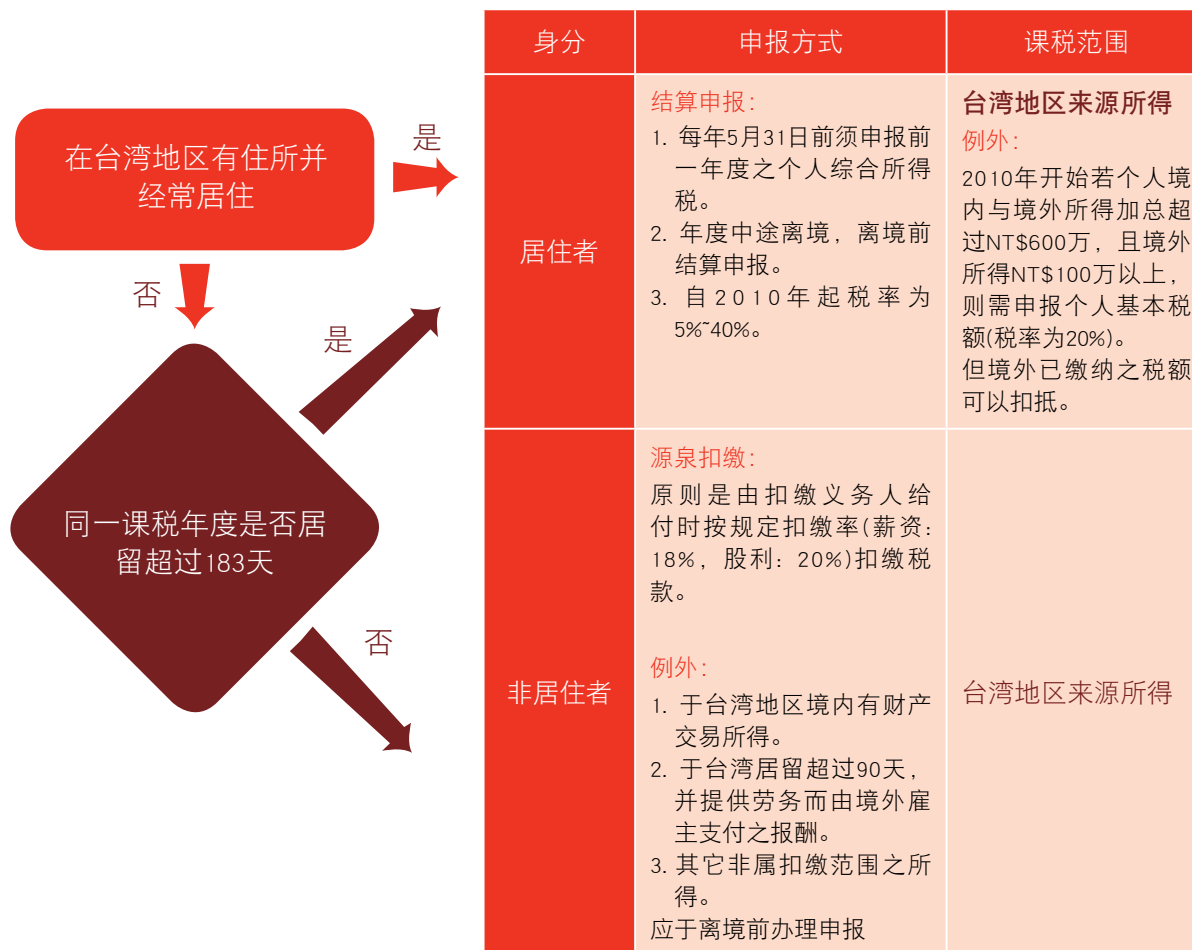 在台湾地区有住所并
经常居住
是
否
同一课税年度是否居
留超过183天
是
否
身分
申报方式
课税范围
居住者
结算申报：
1. 每年5月31日前须申报前
一年度之个人综合所得
税。
2. 年度中途离境，离境前
结算申报。
3. 自2010年起税率为
5%~40%。
台湾地区来源所得
例外：
2010年开始若个人境
内与境外所得加总超
过NT$600万，且境外
所得NT$100万以上，
则需申报个人基本税
额(税率为20%)。
但境外已缴纳之税额
可以扣抵。
非居住者
源泉扣缴：
原则是由扣缴义务人给
付时按规定扣缴率(薪资：
18%，股利：20%)扣缴税
款。
例外：
1. 于台湾地区境内有财产
交易所得。
2. 于台湾居留超过90天，
并提供劳务而由境外雇
主支付之报酬。
3. 其它非属扣缴范围之所
得。
应于离境前办理申报
台湾地区来源所得